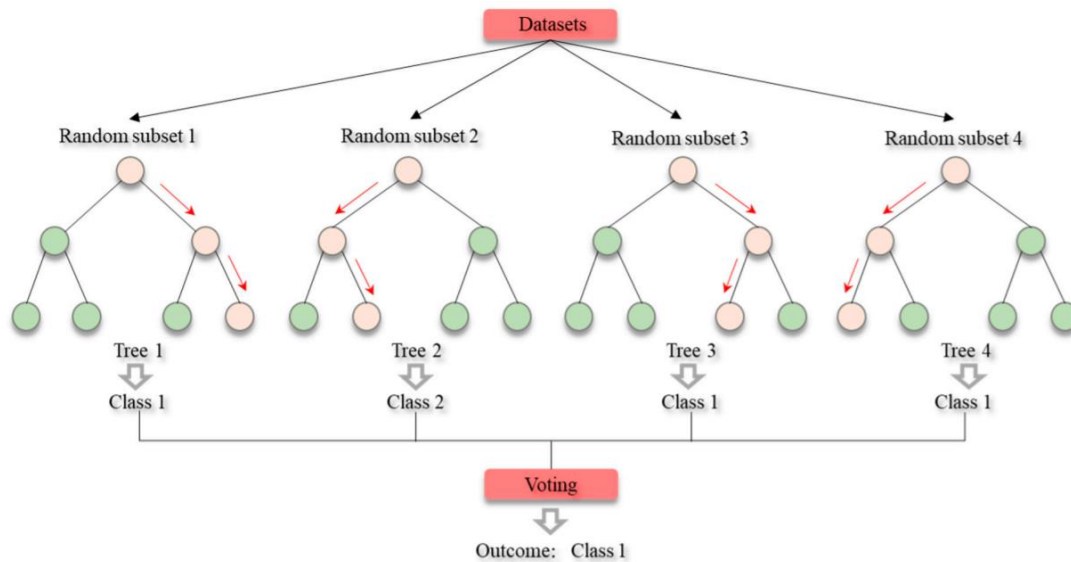 Datasets
Random subset 1
Random subset 2
Random subset 3
Random subset 4
Tree 1
Tree 2
Tree 3
Tree 4
Class 1
Class 2
Class 1
Class 1
Voting
Outcome: Class 1